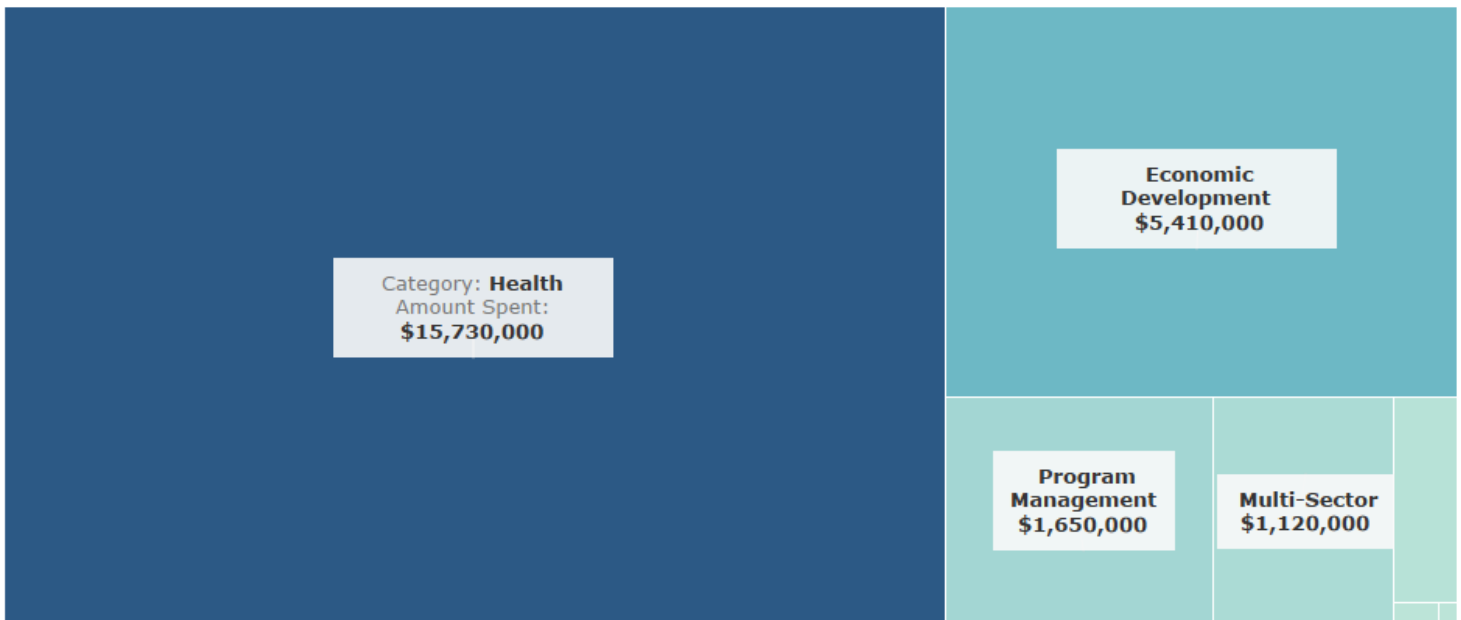 Category: Health
Amount Spent:
$15,730,000
Economic
Development
$5,410,000
Program
Management
$1,650,000
Multi-Sector
$1,120,000